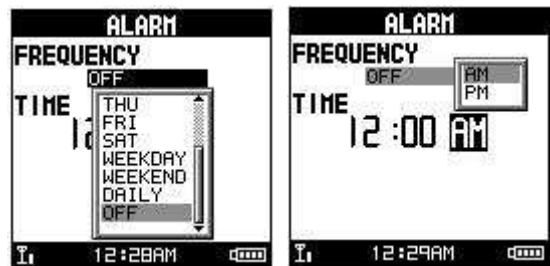 ALARM
FREQUENCY
OFF
TIME
THU
FRI
SAT
WEEKDAY
WEEKEND
DAILY
OFF
12:28AM
ALARM
FREQUENCY
OFF
AM
PM
TIME
12:00 AM
12:29AM